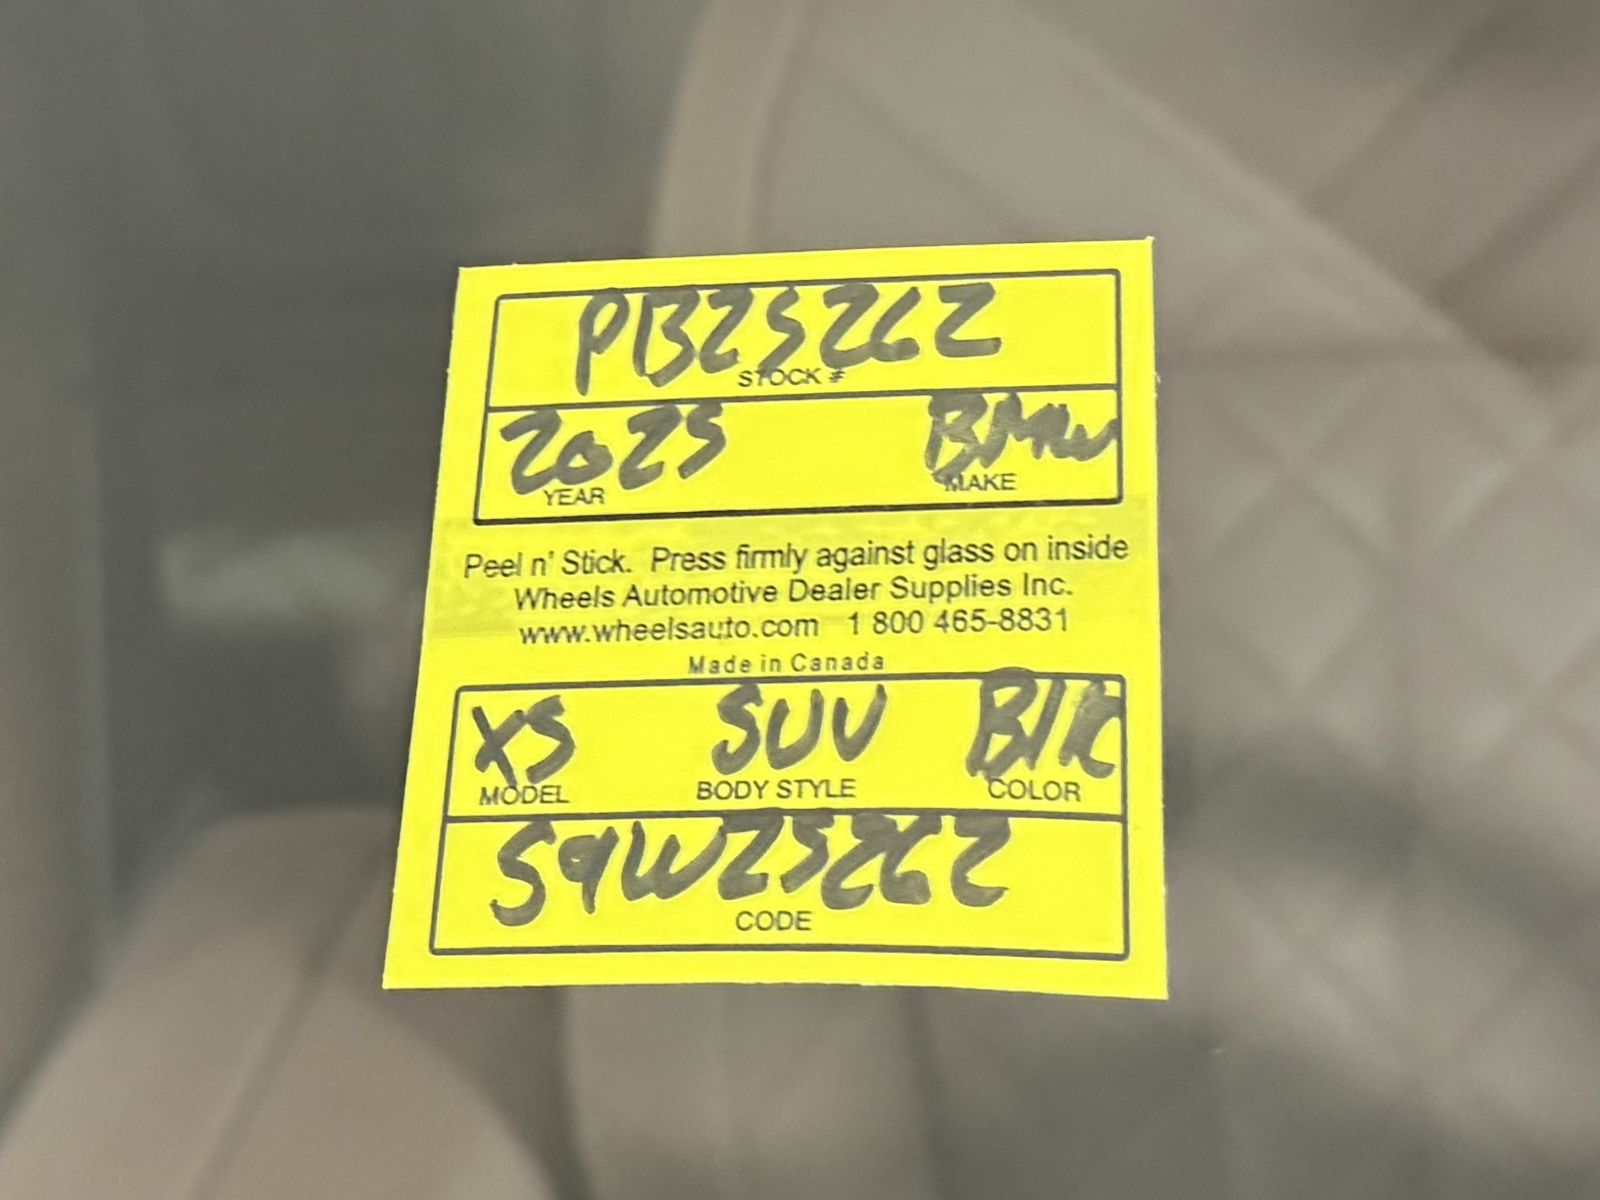 PB25262
STOCK #
2025 BMW
YEAR MAKE
Peel n' Stick. Press firmly against glass on inside
Wheels Automotive Dealer Supplies Inc.
www.wheelsauto.com 1 800 465-8831
Made in Canada
X5 SUV Blk
MODEL BODY STYLE COLOR
S9W25262
CODE